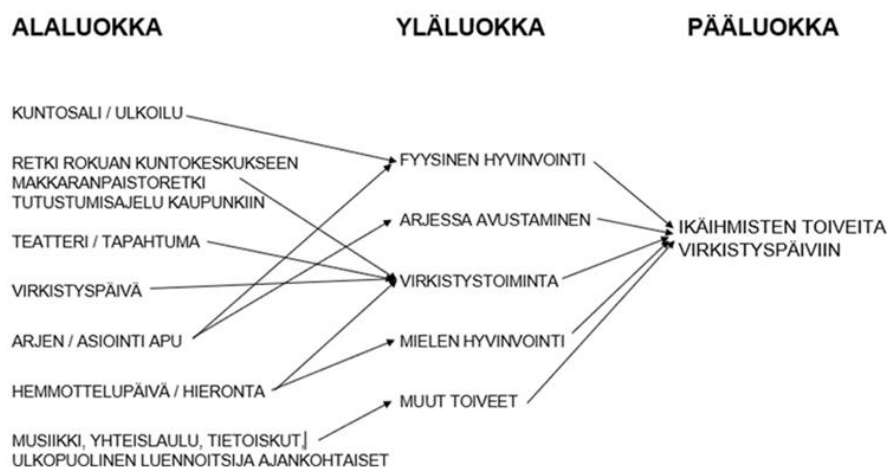 ALALUOKKA
YLÄLUOKKA
PÄÄLUOKKA
KUNTOSALI / ULKOILU
RETKI ROKUAN KUNTOKESKUKSEEN
MAKKARANPAISTORETKI
TUTUSTUMISAJELU KAUPUNKIIN
TEATTERI / TAPAHTUMA
VIRKISTYSPÄIVÄ
ARJEN / ASIOINTI APU
HEMMOTTELUPÄIVÄ / HIERONTA
MUSIIKKI, YHTEISLAULU, TIETOISKUT,
ULKOPUOLINEN LUENNOITSIJA AJANKOHTAISET
FYYSINEN HYVINVOINTI
ARJESSA AVUSTAMINEN
VIRKISTYSTOIMINTA
MIELEN HYVINVOINTI
MUUT TOIVEET
IKÄIHMISTEN TOIVEITA
VIRKISTYSPÄIVIIN